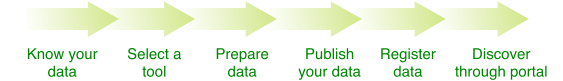 Know your
data
Select a
tool
Prepare
data
Publish
your data
Register
data
Discover
through portal